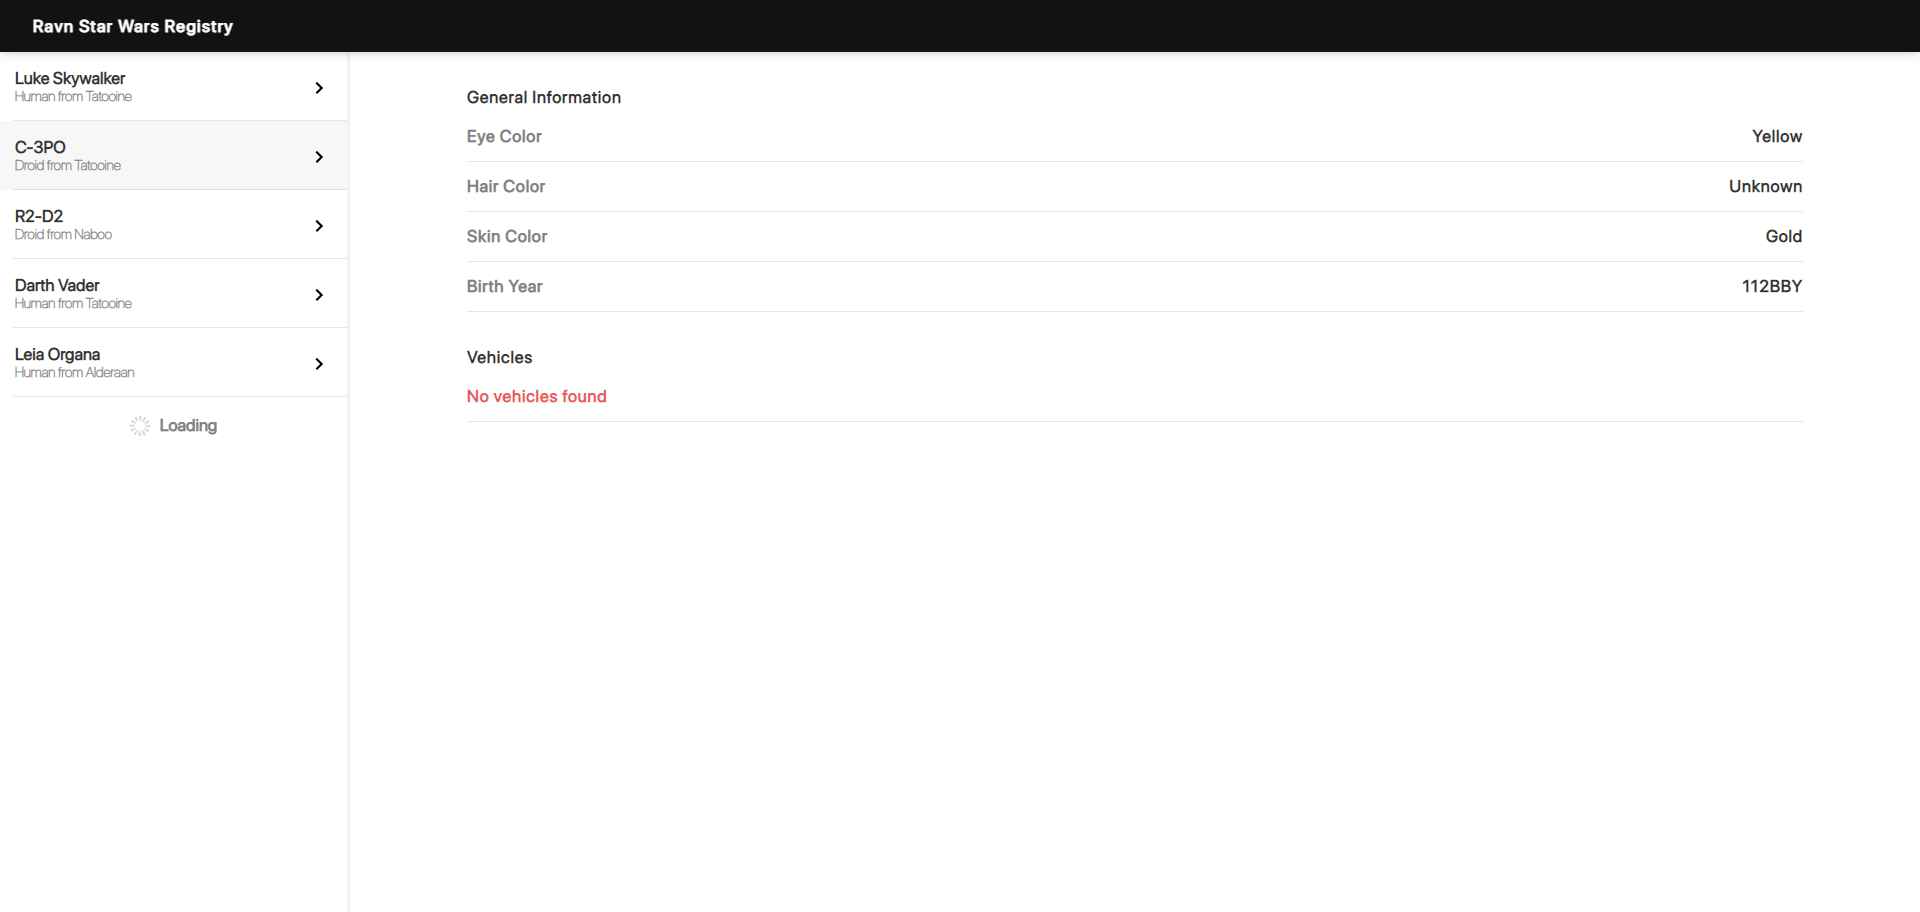 Ravn Star Wars Registry
Luke Skywalker
Human from Tatooine
C-3PO
Droid from Tatooine
R2-D2
Droid from Naboo
Darth Vader
Human from Tatooine
Leia Organa
Human from Alderaan
Loading
General Information
Eye Color Yellow
Hair Color Unknown
Skin Color Gold
Birth Year 112BBY
Vehicles
No vehicles found